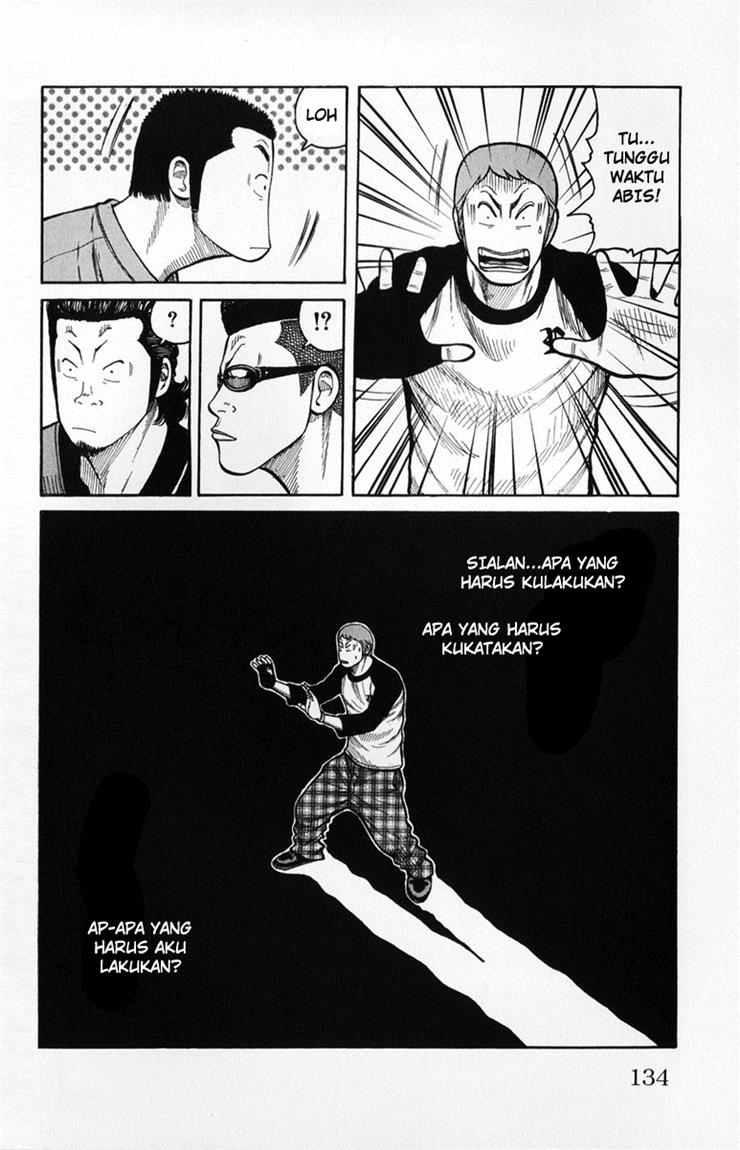 TU...
TUNGGU
WAKTU
ABIS!
LOH
!?
?
SIALAN...APA YANG
HARUS KULAKUKAN?
APA YANG HARUS
KUKATAKAN?
AP-APA YANG
HARUS AKU
LAKUKAN?
134